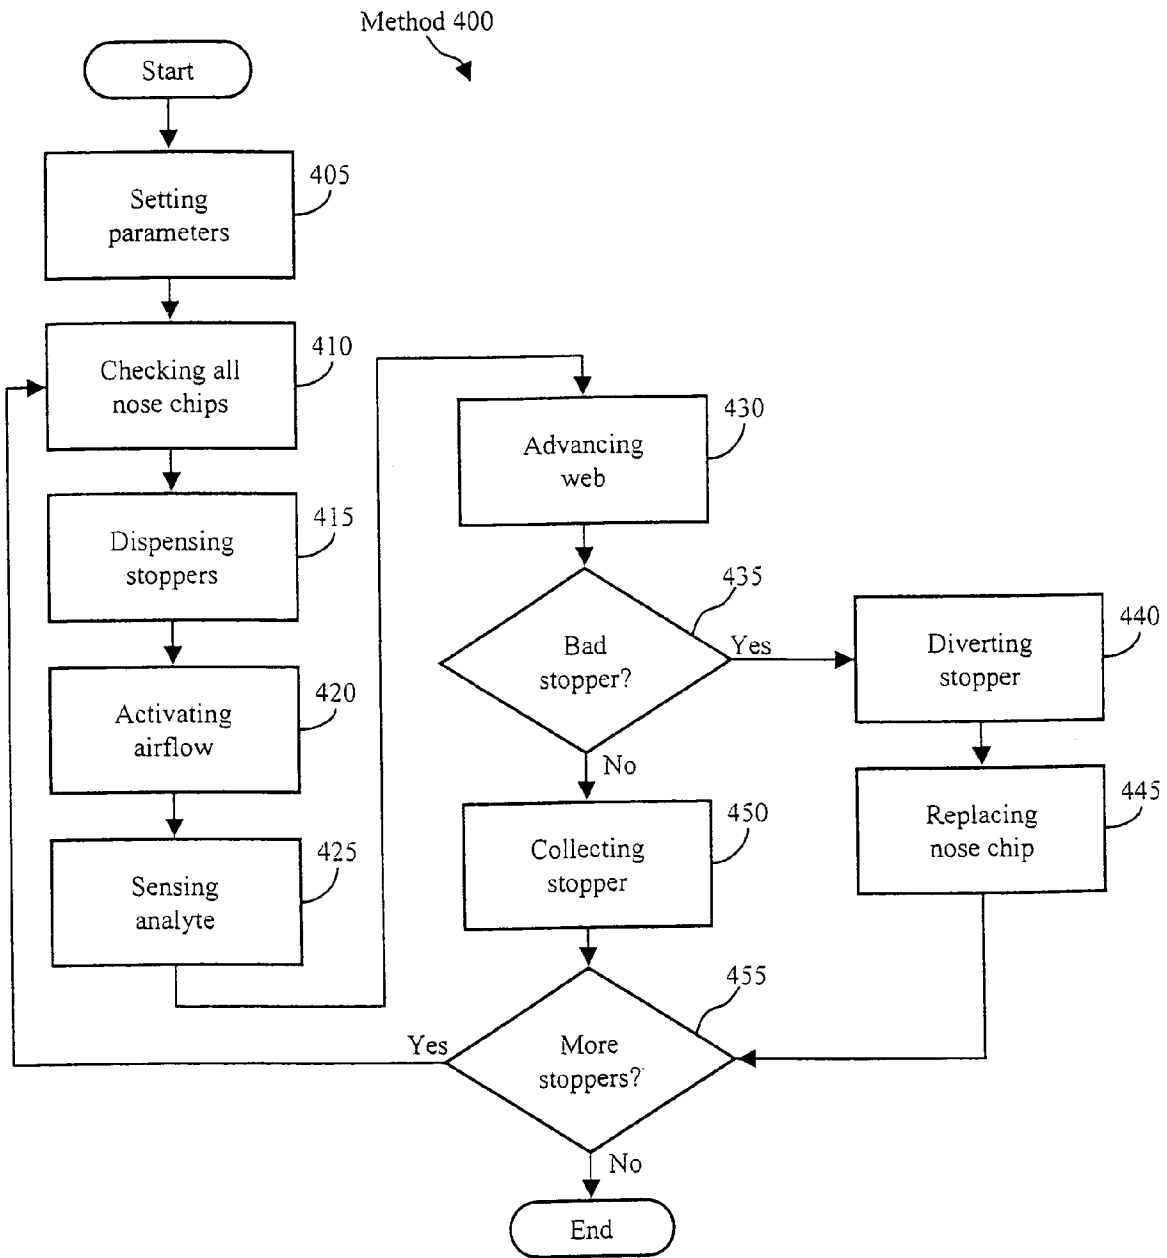 Method 400
Start
405
Setting
parameters
410
Checking all
nose chips
415
Dispensing
stoppers
420
Activating
airflow
425
Sensing
analyte
430
Advancing
web
435
Bad
stopper?
Yes
No
440
Diverting
stopper
445
Replacing
nose chip
450
Collecting
stopper
455
More
stoppers?
Yes
No
End